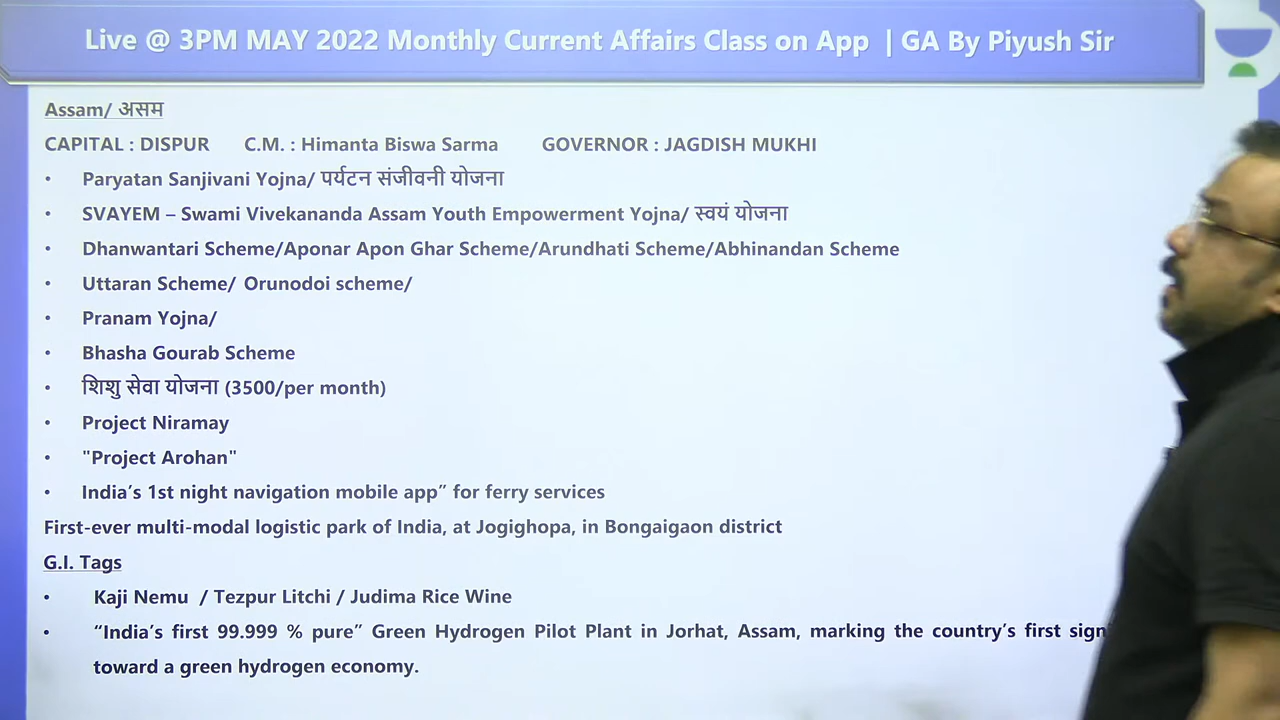 Live @ 3PM MAY 2022 Monthly Current Affairs Class on App | GA By Piyush Sir
Assam/ असम
CAPITAL : DISPUR C.M. : Himanta Biswa Sarma GOVERNOR : JAGDISH MUKHI
• Paryatan Sanjivani Yojna/ पर्यटन संजीवनी योजना
• SVAYEM – Swami Vivekananda Assam Youth Empowerment Yojna/ स्वयं योजना
• Dhanwantari Scheme/Aponar Apon Ghar Scheme/Arundhati Scheme/Abhinandan Scheme
• Uttaran Scheme/ Orunodoi scheme/
• Pranam Yojna/
• Bhasha Gourab Scheme
• शिशु सेवा योजना (3500/per month)
• Project Niramay
• "Project Arohan"
• India’s 1st night navigation mobile app” for ferry services
First-ever multi-modal logistic park of India, at Jogighopa, in Bongaigaon district
G.I. Tags
• Kaji Nemu / Tezpur Litchi / Judima Rice Wine
• “India’s first 99.999 % pure” Green Hydrogen Pilot Plant in Jorhat, Assam, marking the country’s first
toward a green hydrogen economy.